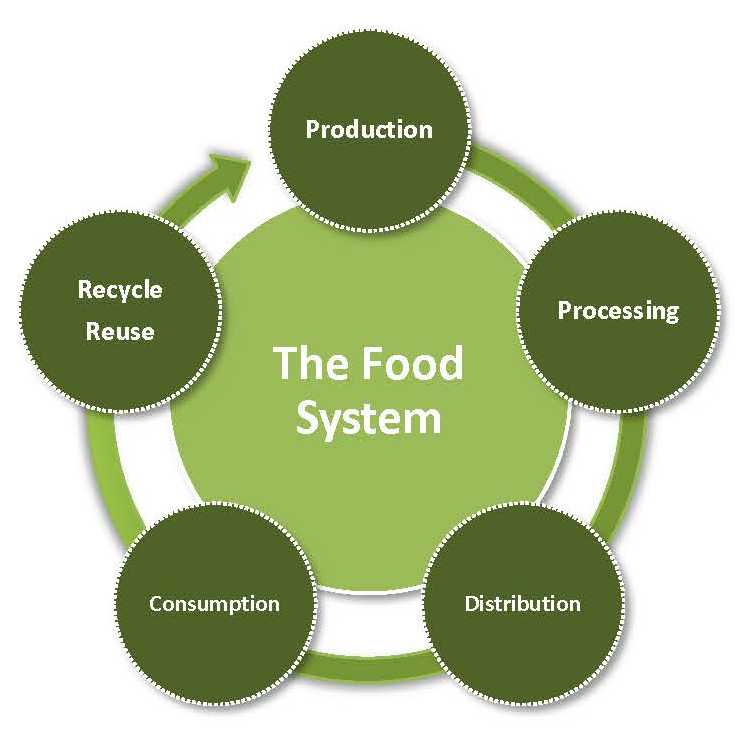 Production
Processing
Distribution
Consumption
Recycle
Reuse
The Food
System